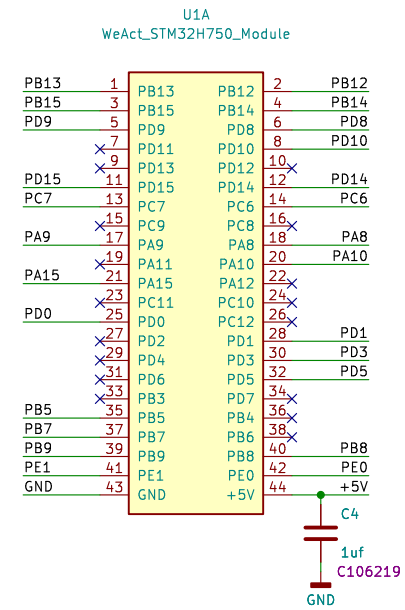 U1A
WeAct_STM32H750_Module
PB13 1 PB13 PB12 2 PB12
PB15 3 PB15 PB14 4 PB14
PD9 5 PD9 PD8 6 PD8
7 PD11 PD10 8 PD10
9 PD13 PD12 10
PD15 11 PD15 PD14 12 PD14
PC7 13 PC7 PC6 14 PC6
15 PC9 PC8 16
PA9 17 PA9 PA8 18 PA8
19 PA11 PA10 20 PA10
PA15 21 PA15 PA12 22
23 PC11 PC10 24
PD0 25 PD0 PC12 26
27 PD2 PD1 28 PD1
29 PD4 PD3 30 PD3
31 PD6 PD5 32 PD5
33 PB3 PD7 34
PB5 35 PB5 PB4 36
PB7 37 PB7 PB6 38
PB9 39 PB9 PB8 40 PB8
PE1 41 PE1 PE0 42 PE0
GND 43 GND +5V 44 +5V
C4
1uf
C106219
GND